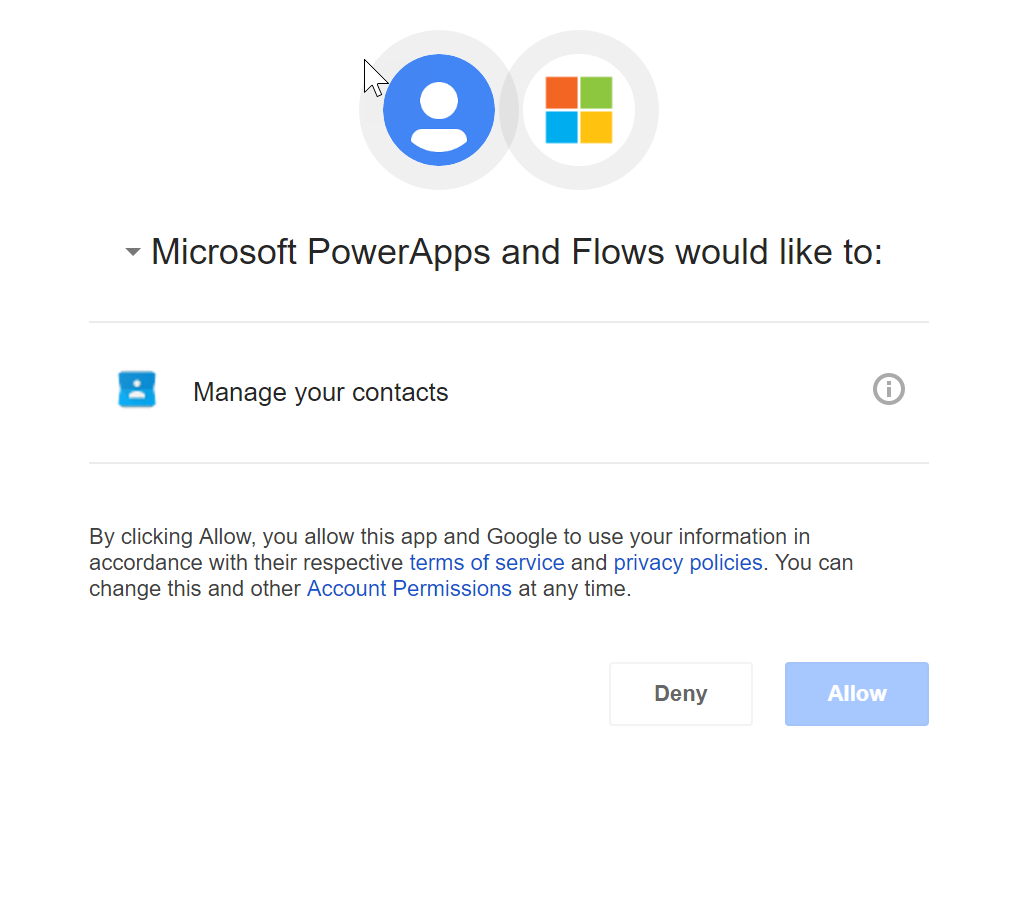 Microsoft PowerApps and Flows would like to:
Manage your contacts
By clicking Allow, you allow this app and Google to use your information in
accordance with their respective terms of service and privacy policies. You can
change this and other Account Permissions at any time.
Deny
Allow